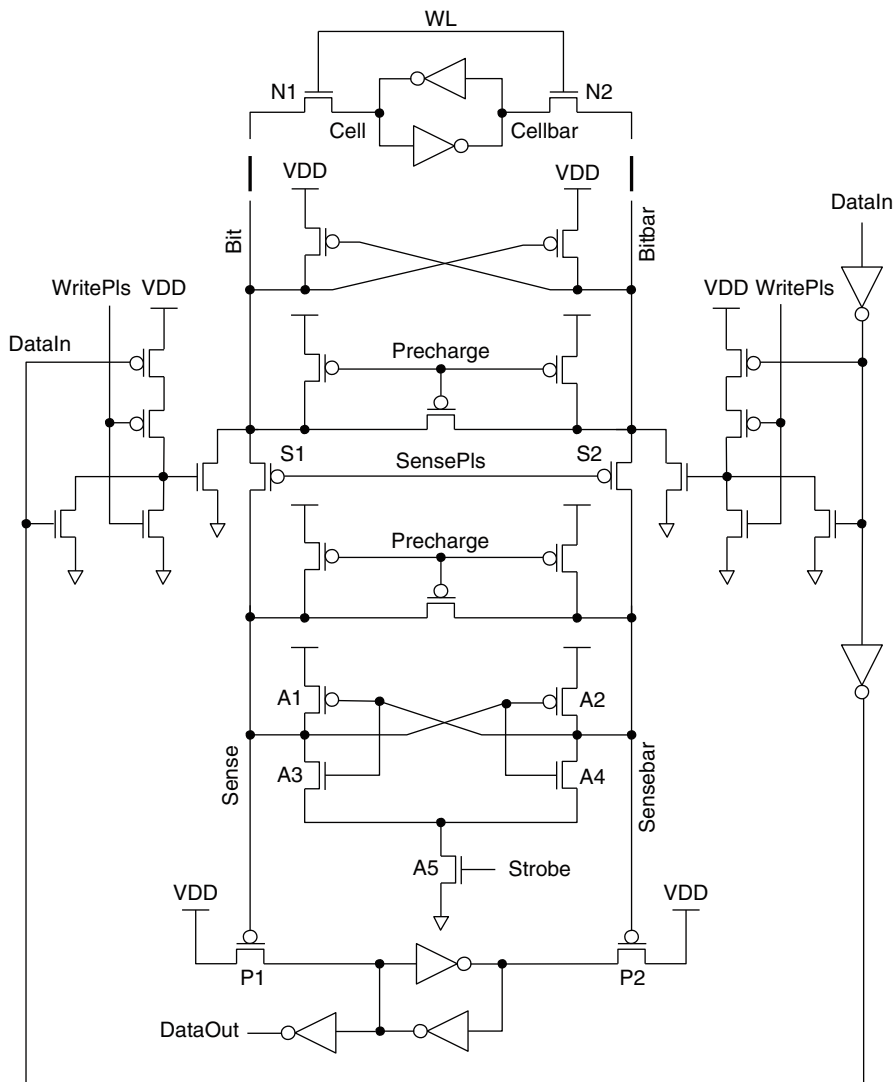 WL
N1
N2
Cell
Cellbar
VDD
VDD
Bit
Bitbar
DataIn
WritePls
VDD
VDD
WritePls
DataIn
Precharge
S1
SensePls
S2
Precharge
A1
A2
A3
A4
Sense
Sensebar
A5
Strobe
VDD
VDD
P1
P2
DataOut